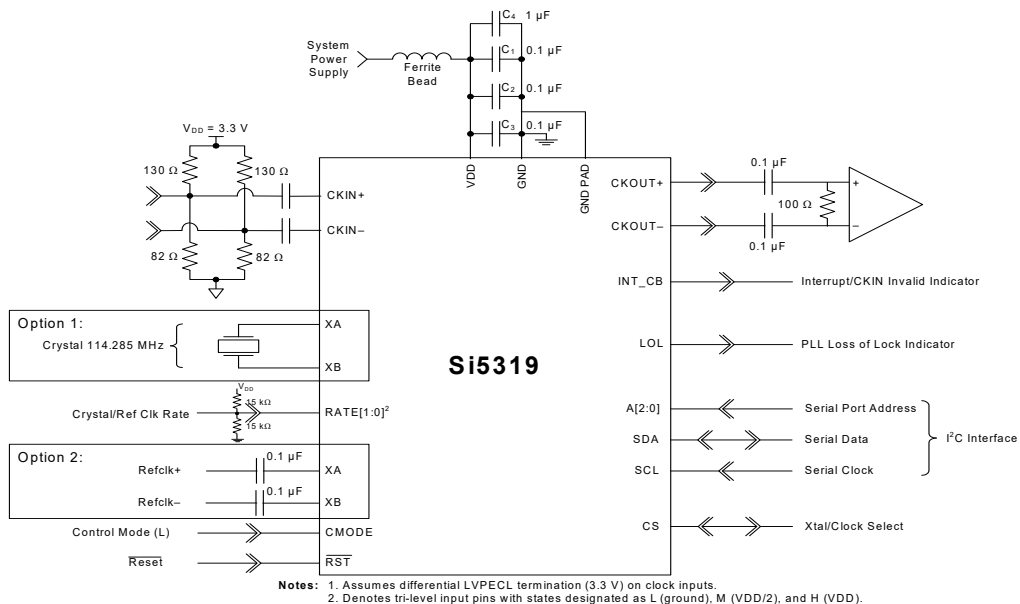 C4 1 µF
System
Power
Supply
Ferrite
Bead
C1 0.1 µF
C2 0.1 µF
C3 0.1 µF
VDD = 3.3 V
130 Ω
130 Ω
82 Ω
82 Ω
VDD
GND
GND PAD
CKIN+
CKIN–
CKOUT+
CKOUT–
0.1 µF
100 Ω
+
–
0.1 µF
INT_CB
Interrupt/CKIN Invalid Indicator
Option 1:
Crystal 114.285 MHz
XA
XB
LOL
PLL Loss of Lock Indicator
Si5319
VDD
15 kΩ
15 kΩ
Crystal/Ref Clk Rate
RATE[1:0]2
A[2:0]
Serial Port Address
SDA
Serial Data
SCL
Serial Clock
I2C Interface
Option 2:
Refclk+
0.1 µF
XA
Refclk–
0.1 µF
XB
CS
Xtal/Clock Select
Control Mode (L)
CMODE
Reset
RST
Notes: 1. Assumes differential LVPECL termination (3.3 V) on clock inputs.
2. Denotes tri-level input pins with states designated as L (ground), M (VDD/2), and H (VDD).